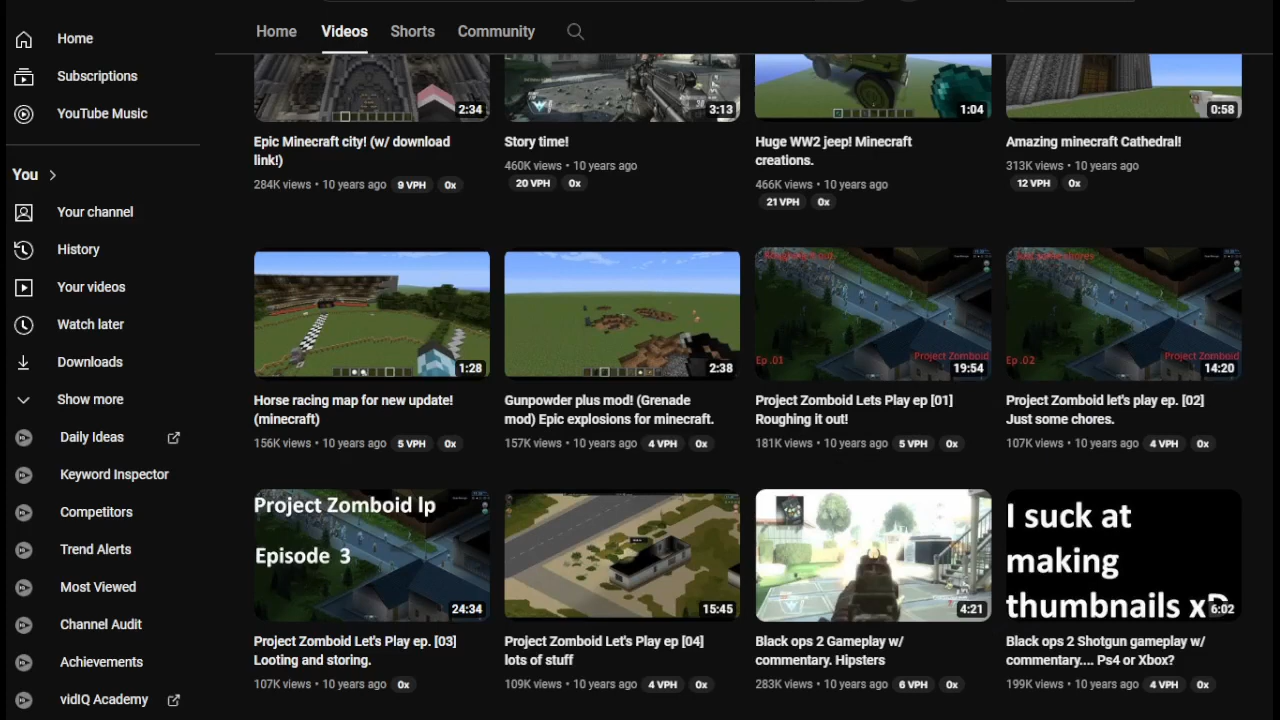 Home Videos Shorts Community
Home
Subscriptions
YouTube Music
You
Your channel
History
Your videos
Watch later
Downloads
Show more
Daily Ideas
Keyword Inspector
Competitors
Trend Alerts
Most Viewed
Channel Audit
Achievements
vidIQ Academy
2:34
Epic Minecraft city! (w/ download
link!)
284K views • 10 years ago 9 VPH 0x
3:13
Story time!
460K views • 10 years ago
20 VPH 0x
1:04
Huge WW2 jeep! Minecraft
creations.
466K views • 10 years ago
21 VPH 0x
0:58
Amazing minecraft Cathedral!
313K views • 10 years ago
12 VPH 0x
1:28
Horse racing map for new update!
(minecraft)
156K views • 10 years ago 5 VPH 0x
2:38
Gunpowder plus mod! (Grenade
mod) Epic explosions for minecraft.
157K views • 10 years ago 4 VPH 0x
Ep .01 Project Zomboid
19:54
Project Zomboid Lets Play ep [01]
Roughing it out!
181K views • 10 years ago 5 VPH 0x
Ep .02 Project Zomboid
14:20
Project Zomboid let's play ep. [02]
Just some chores.
107K views • 10 years ago 4 VPH 0x
Project Zomboid lp
Episode 3
24:34
Project Zomboid Let's Play ep. [03]
Looting and storing.
107K views • 10 years ago 0x
15:45
Project Zomboid Let's Play ep [04]
lots of stuff
109K views • 10 years ago 4 VPH 0x
4:21
Black ops 2 Gameplay w/
commentary. Hipsters
283K views • 10 years ago 6 VPH 0x
I suck at
making
thumbnails xD
6:02
Black ops 2 Shotgun gameplay w/
commentary.... Ps4 or Xbox?
199K views • 10 years ago 4 VPH 0x